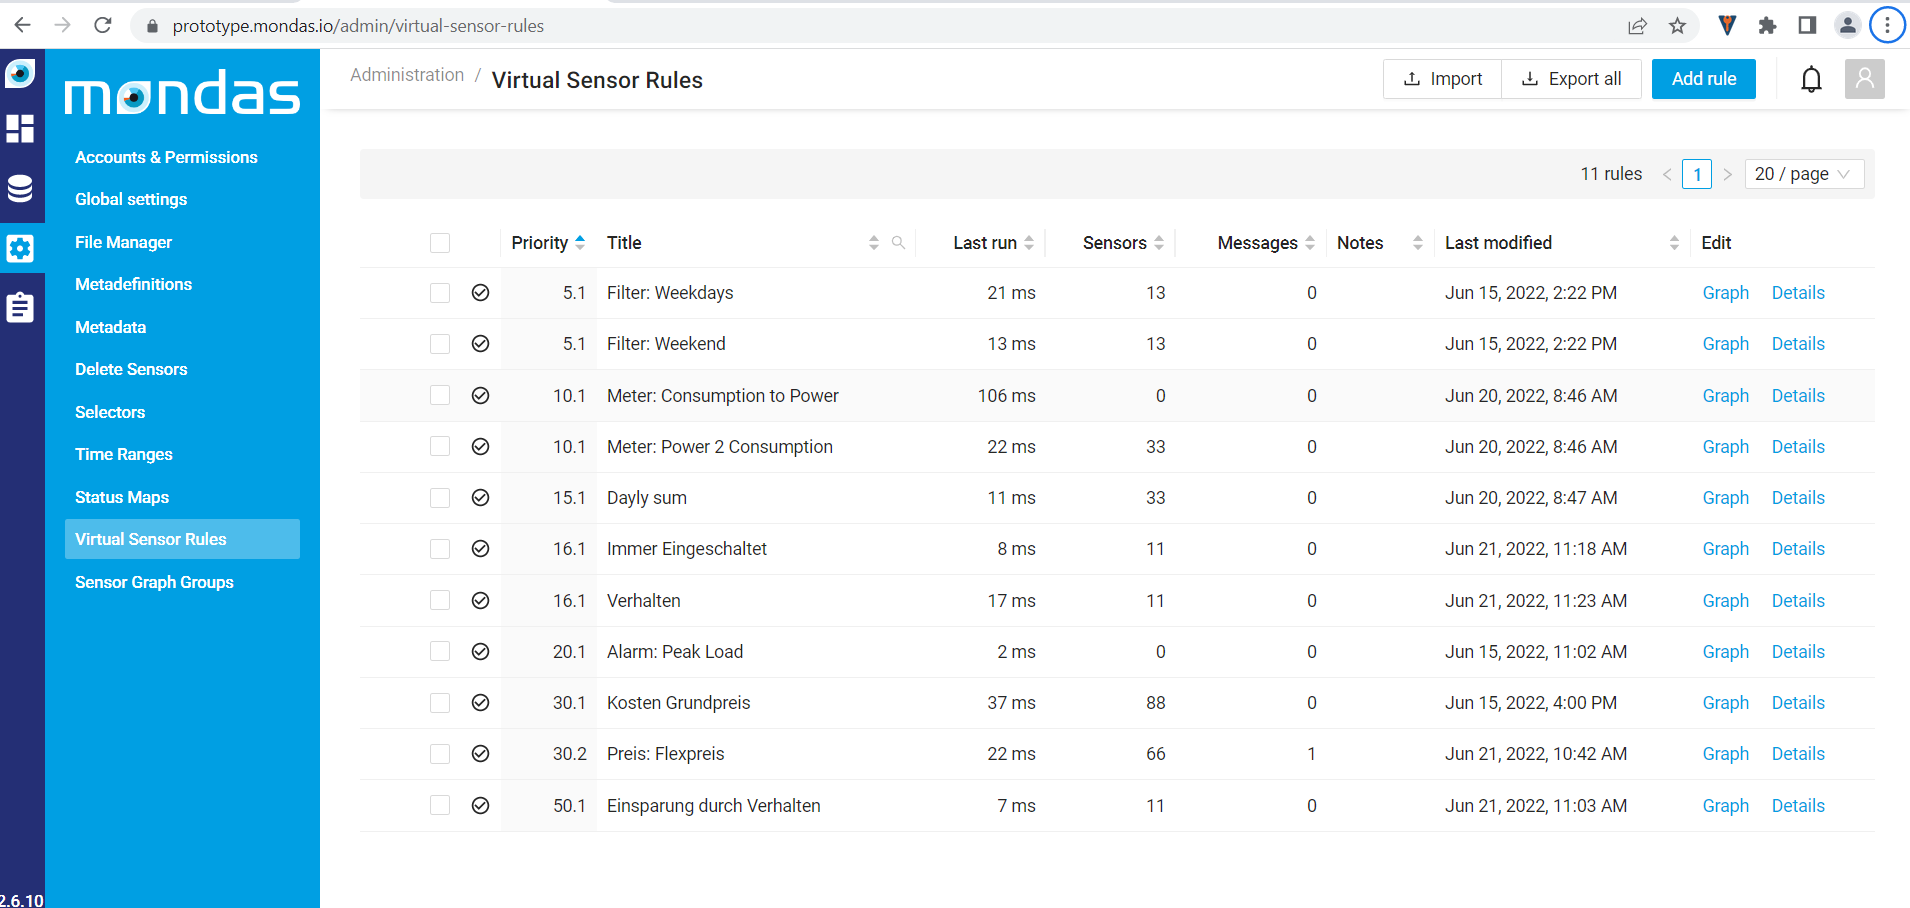 prototype.mondas.io/admin/virtual-sensor-rules
mondas
Administration / Virtual Sensor Rules
Import
Export all
Add rule
Accounts & Permissions
Global settings
File Manager
Metadefinitions
Metadata
Delete Sensors
Selectors
Time Ranges
Status Maps
Virtual Sensor Rules
Sensor Graph Groups
2.6.10
11 rules < 1 > 20 / page
Priority Title Last run Sensors Messages Notes Last modified Edit
5.1 Filter: Weekdays 21 ms 13 0 Jun 15, 2022, 2:22 PM Graph Details
5.1 Filter: Weekend 13 ms 13 0 Jun 15, 2022, 2:22 PM Graph Details
10.1 Meter: Consumption to Power 106 ms 0 0 Jun 20, 2022, 8:46 AM Graph Details
10.1 Meter: Power 2 Consumption 22 ms 33 0 Jun 20, 2022, 8:46 AM Graph Details
15.1 Dayly sum 11 ms 33 0 Jun 20, 2022, 8:47 AM Graph Details
16.1 Immer Eingeschaltet 8 ms 11 0 Jun 21, 2022, 11:18 AM Graph Details
16.1 Verhalten 17 ms 11 0 Jun 21, 2022, 11:23 AM Graph Details
20.1 Alarm: Peak Load 2 ms 0 0 Jun 15, 2022, 11:02 AM Graph Details
30.1 Kosten Grundpreis 37 ms 88 0 Jun 15, 2022, 4:00 PM Graph Details
30.2 Preis: Flexpreis 22 ms 66 1 Jun 21, 2022, 10:42 AM Graph Details
50.1 Einsparung durch Verhalten 7 ms 11 0 Jun 21, 2022, 11:03 AM Graph Details